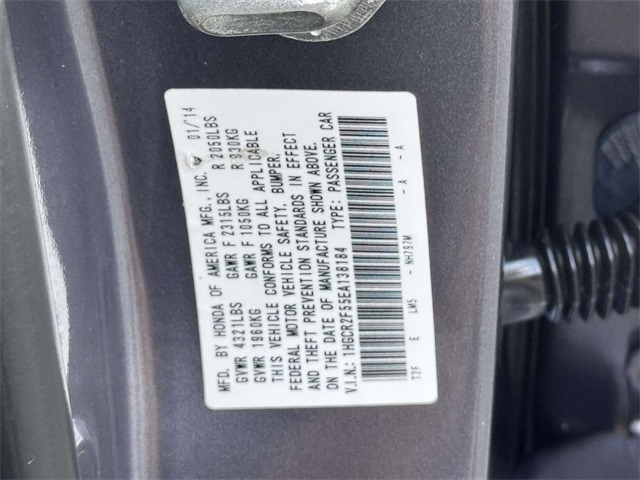 MFD. BY HONDA OF AMERICA MFG., INC. 01/14
GVWR 4321LBS GAWR F 2315LBS R 2050LBS
GVWR 1960KG GAWR F 1050KG R 930KG
THIS VEHICLE CONFORMS TO ALL APPLICABLE
FEDERAL MOTOR VEHICLE SAFETY, BUMPER,
AND THEFT PREVENTION STANDARDS IN EFFECT
ON THE DATE OF MANUFACTURE SHOWN ABOVE.
V.I.N.: 1HGCR2F55EA138184 TYPE: PASSENGER CAR
T2F E LMS - NH797M - A - A